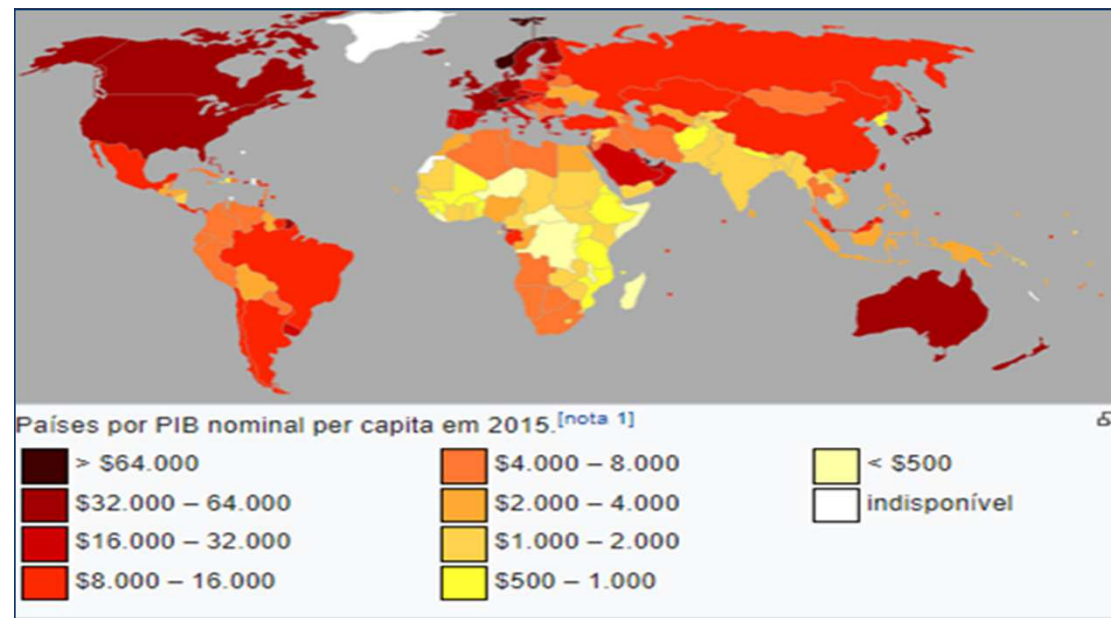 Países por PIB nominal per capita em 2015.[nota 1]
> $64.000
$32.000 – 64.000
$16.000 – 32.000
$8.000 – 16.000
$4.000 – 8.000
$2.000 – 4.000
$1.000 – 2.000
$500 – 1.000
< $500
indisponível